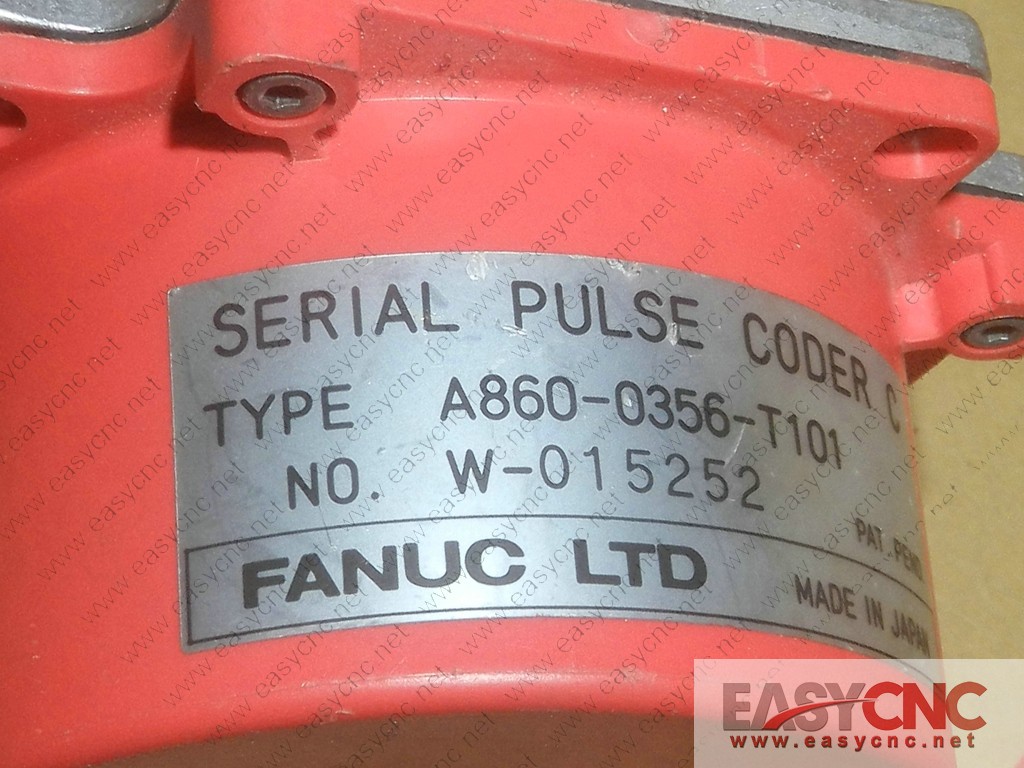 SERIAL PULSE CODER C
TYPE A860-0356-T101
NO. W-015252
PAT. PEND
FANUC LTD
MADE IN JAPAN
EASYCNC
www.easycnc.net